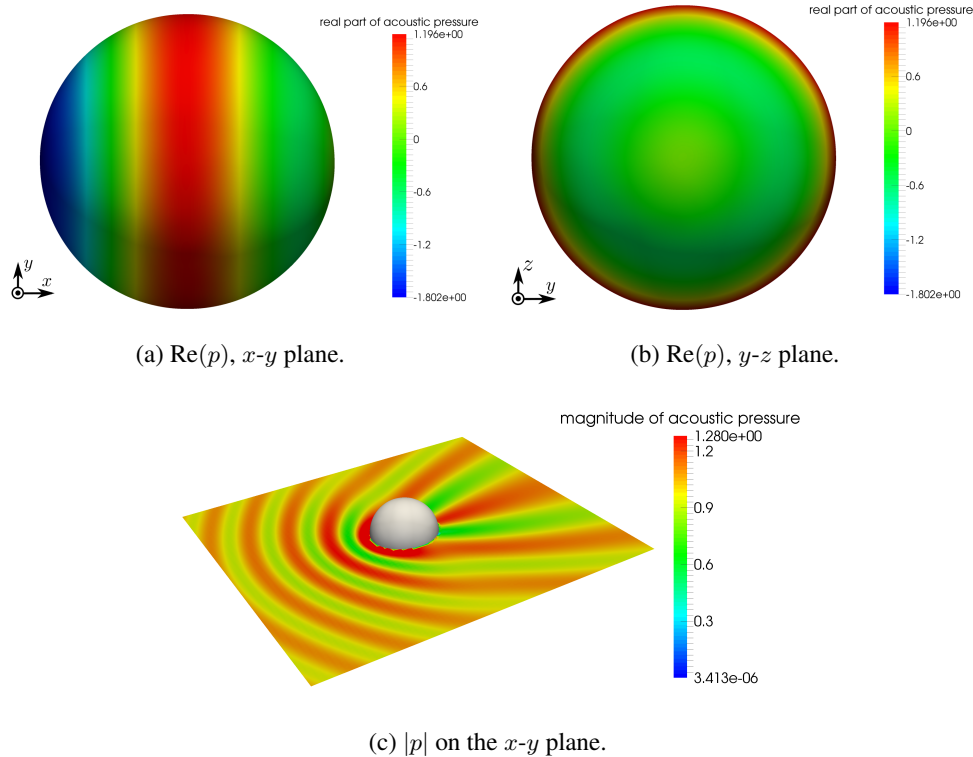 real part of acoustic pressure
1.196e+00
0.6
0
-0.6
-1.2
-1.802e+00
y
x
(a) Re(p), x-y plane.
real part of acoustic pressure
1.196e+00
0.6
0
-0.6
-1.2
-1.802e+00
z
y
(b) Re(p), y-z plane.
magnitude of acoustic pressure
1.280e+00
1.2
0.9
0.6
0.3
3.413e-06
(c) |p| on the x-y plane.